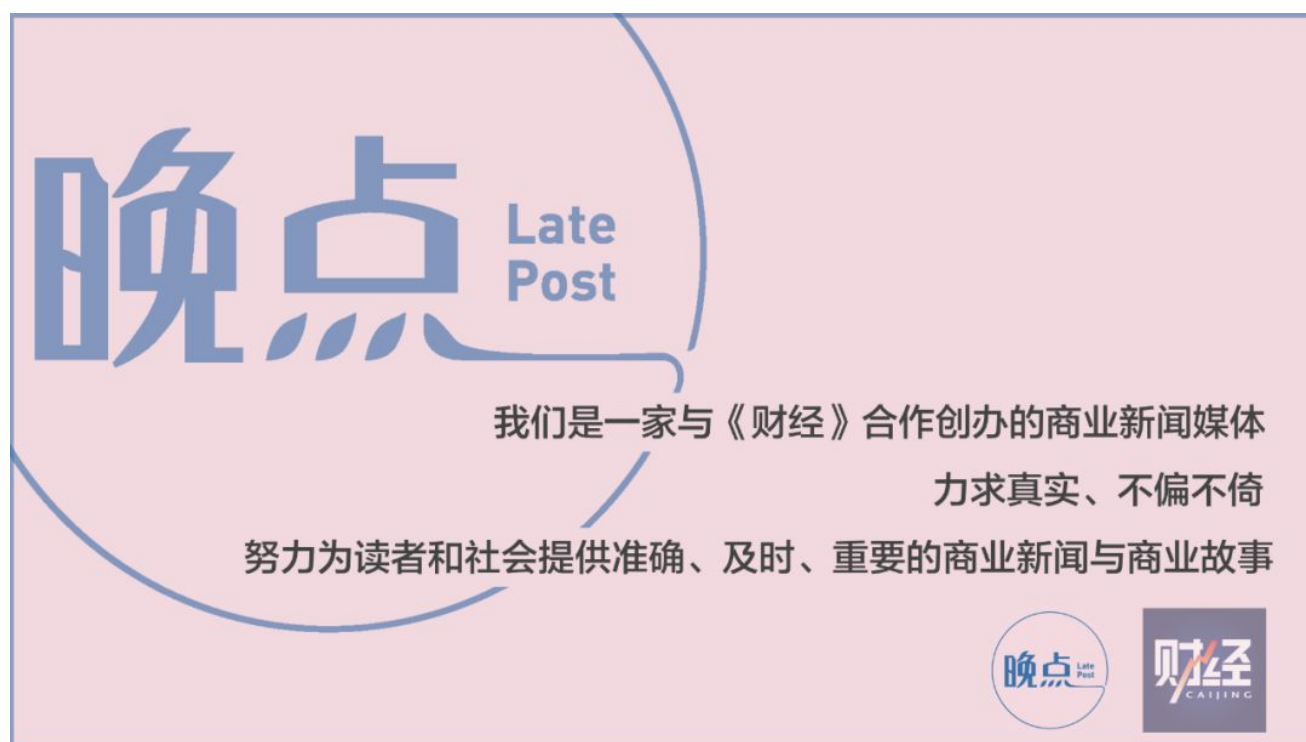 晚点
Late
Post
我们是一家与《财经》合作创办的商业新闻媒体
力求真实、不偏不倚
努力为读者和社会提供准确、及时、重要的商业新闻与商业故事
晚点 Late
Post
财经
CAIJING